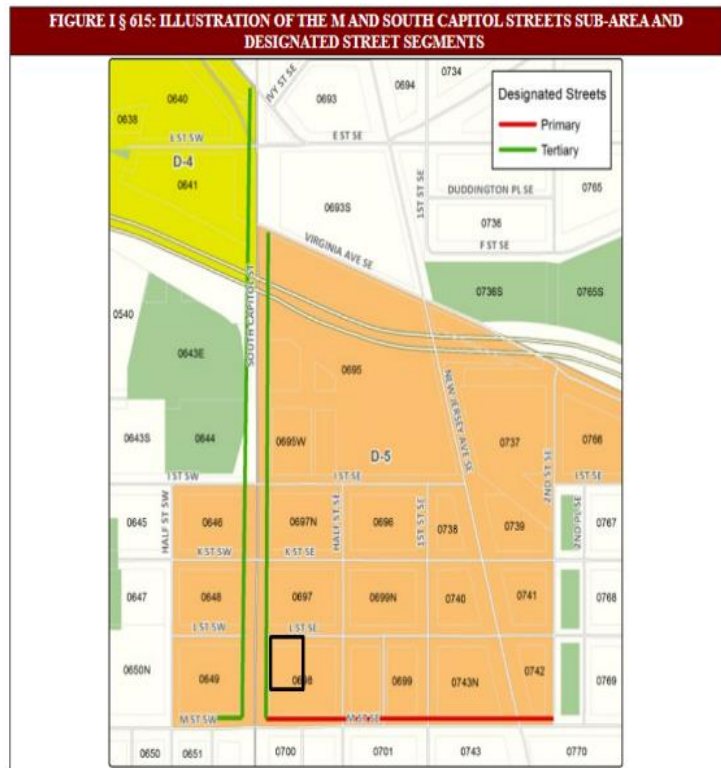 FIGURE I § 615: ILLUSTRATION OF THE M AND SOUTH CAPITOL STREETS SUB-AREA AND
DESIGNATED STREET SEGMENTS
Designated Streets
Primary
Tertiary
0734
0694
IVY ST SE
0693
0640
0638
E ST SW
E ST SE
D-4
0641
1ST ST SE
DUDDINGTON PL SE
0765
0693S
0736
F ST SE
VIRGINIA AVE SE
0736S
0765S
SOUTH CAPITOL ST
0540
0643E
0695
NEW JERSEY AVE SE
0643S
0644
0695W
D-5
0737
0766
2ND ST SE
I ST SW
I ST SE
I ST SE
HALF ST SW
0645
0646
0697N
HALF ST SE
0696
1ST ST SE
0738
0739
2ND PL SE
0767
K ST SW
K ST SE
0647
0648
0697
0699N
0740
0741
0768
L ST SW
L ST SE
0650N
0649
0698
0699
0743N
0742
0769
M ST SW
M ST SE
0650
0651
0700
0701
0743
0770